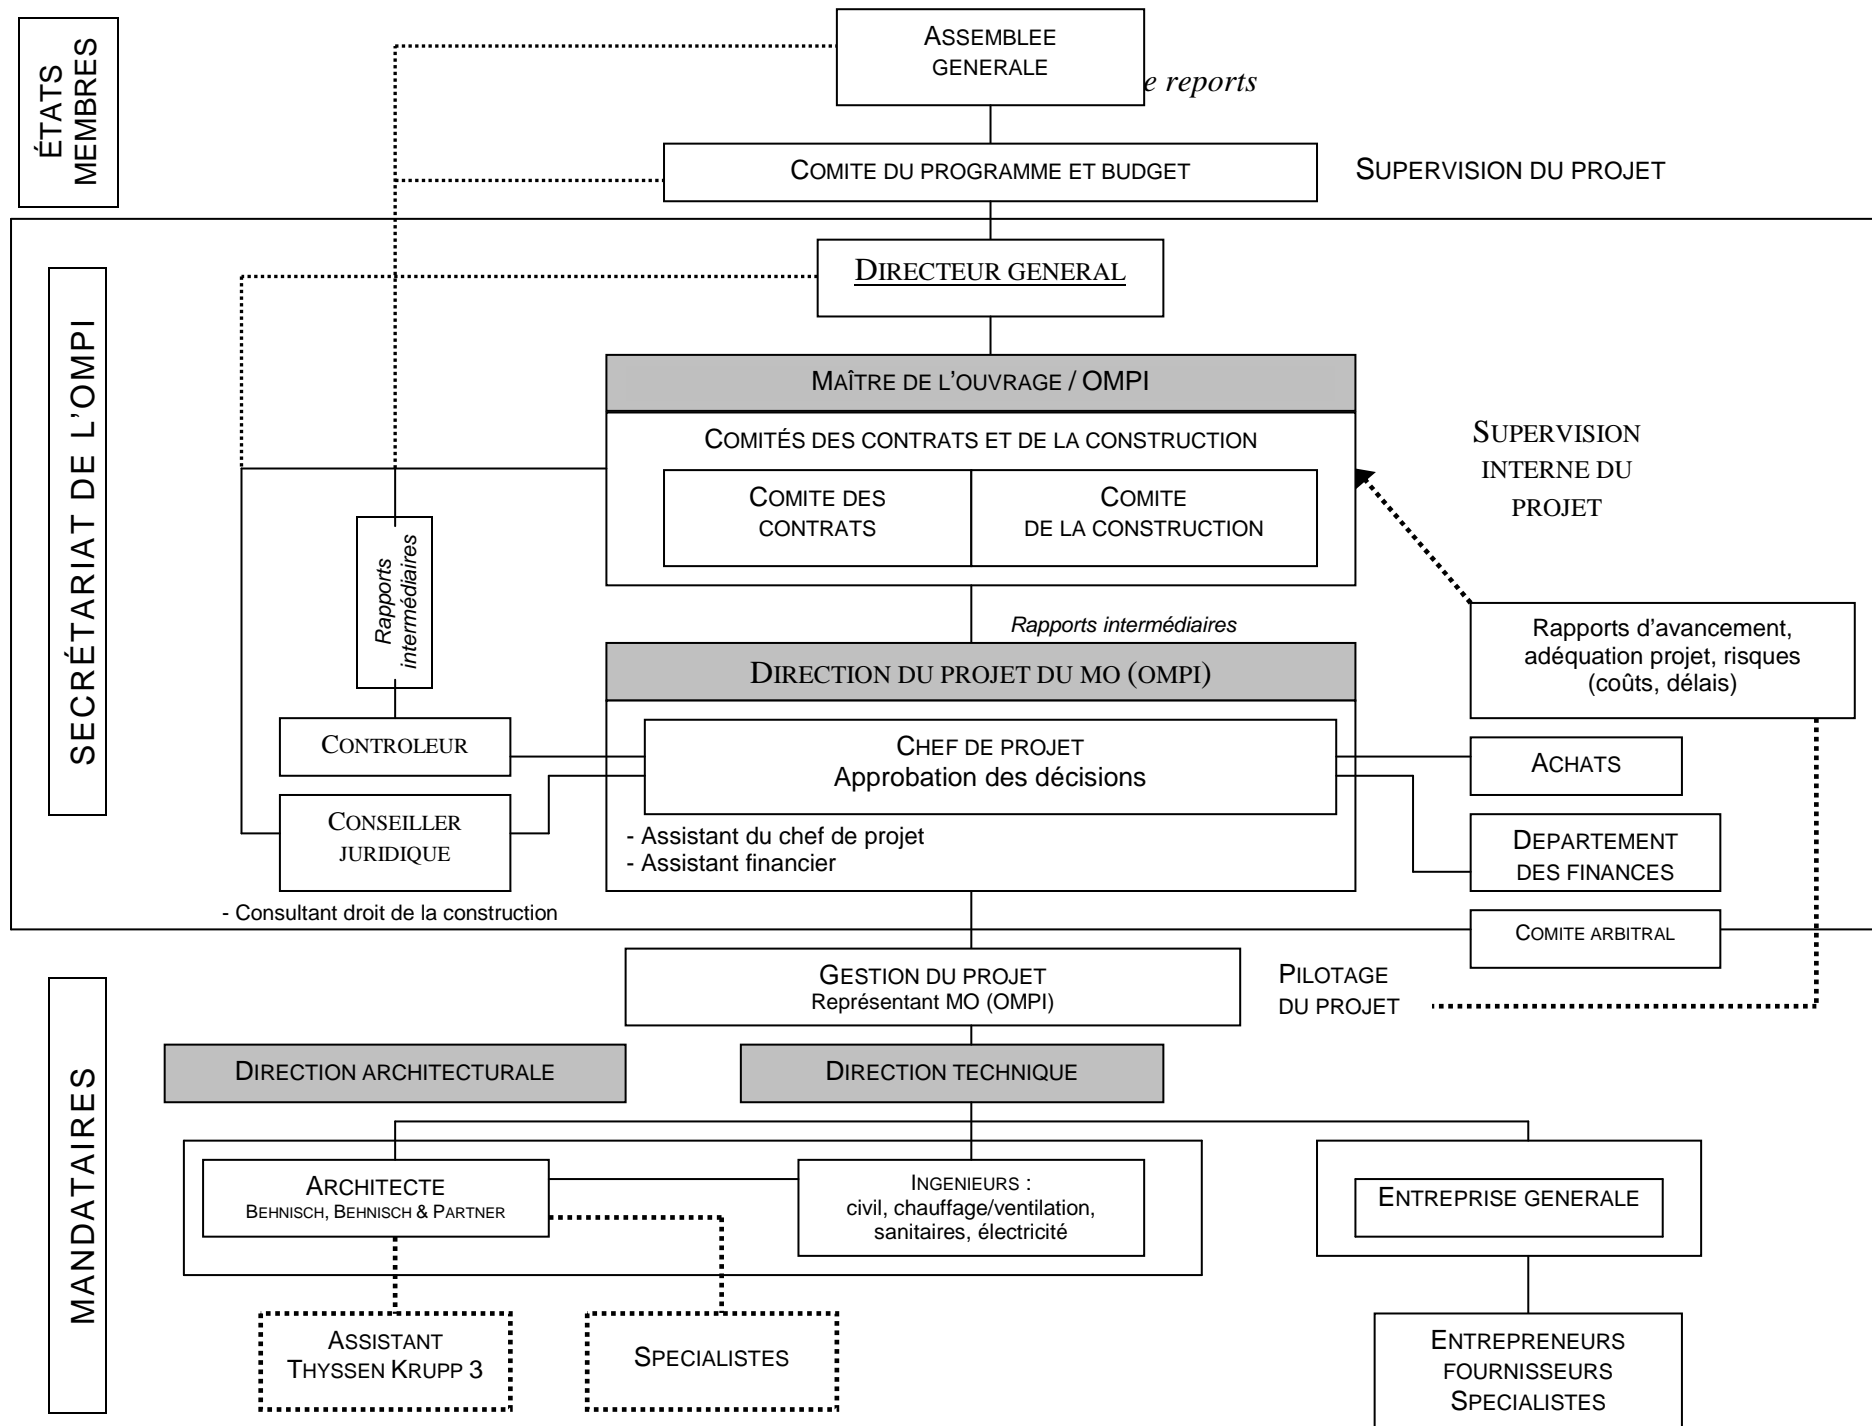 ÉTATS
MEMBRES
ASSEMBLEE
GENERALE
e reports
COMITE DU PROGRAMME ET BUDGET
SUPERVISION DU PROJET
SECRÉTARIAT DE L’OMPI
DIRECTEUR GENERAL
MAÎTRE DE L’OUVRAGE / OMPI
COMITÉS DES CONTRATS ET DE LA CONSTRUCTION
COMITE DES
CONTRATS
COMITE
DE LA CONSTRUCTION
SUPERVISION
INTERNE DU
PROJET
Rapports
intermédiaires
Rapports intermédiaires
Rapports d’avancement,
adéquation projet, risques
(coûts, délais)
DIRECTION DU PROJET DU MO (OMPI)
CONTROLEUR
CHEF DE PROJET
Approbation des décisions
ACHATS
CONSEILLER
JURIDIQUE
- Assistant du chef de projet
- Assistant financier
DEPARTEMENT
DES FINANCES
- Consultant droit de la construction
COMITE ARBITRAL
MANDATAIRES
GESTION DU PROJET
Représentant MO (OMPI)
PILOTAGE
DU PROJET
DIRECTION ARCHITECTURALE
DIRECTION TECHNIQUE
ARCHITECTE
BEHNISCH, BEHNISCH & PARTNER
INGENIEURS :
civil, chauffage/ventilation,
sanitaires, électricité
ENTREPRISE GENERALE
ASSISTANT
THYSSEN KRUPP 3
SPECIALISTES
ENTREPRENEURS
FOURNISSEURS
SPECIALISTES